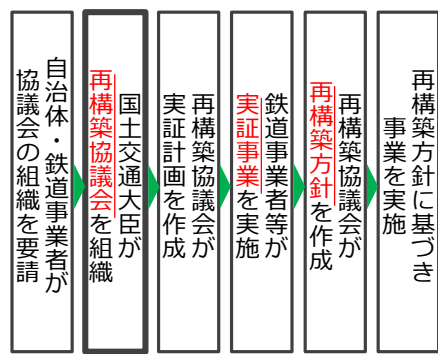 自治体・鉄道事業者が
協議会の組織を要請
国土交通大臣が
再構築協議会を組織
再構築協議会が
実証計画を作成
鉄道事業者等が
実証事業を実施
再構築協議会が
再構築方針を作成
再構築方針に基づき
事業を実施